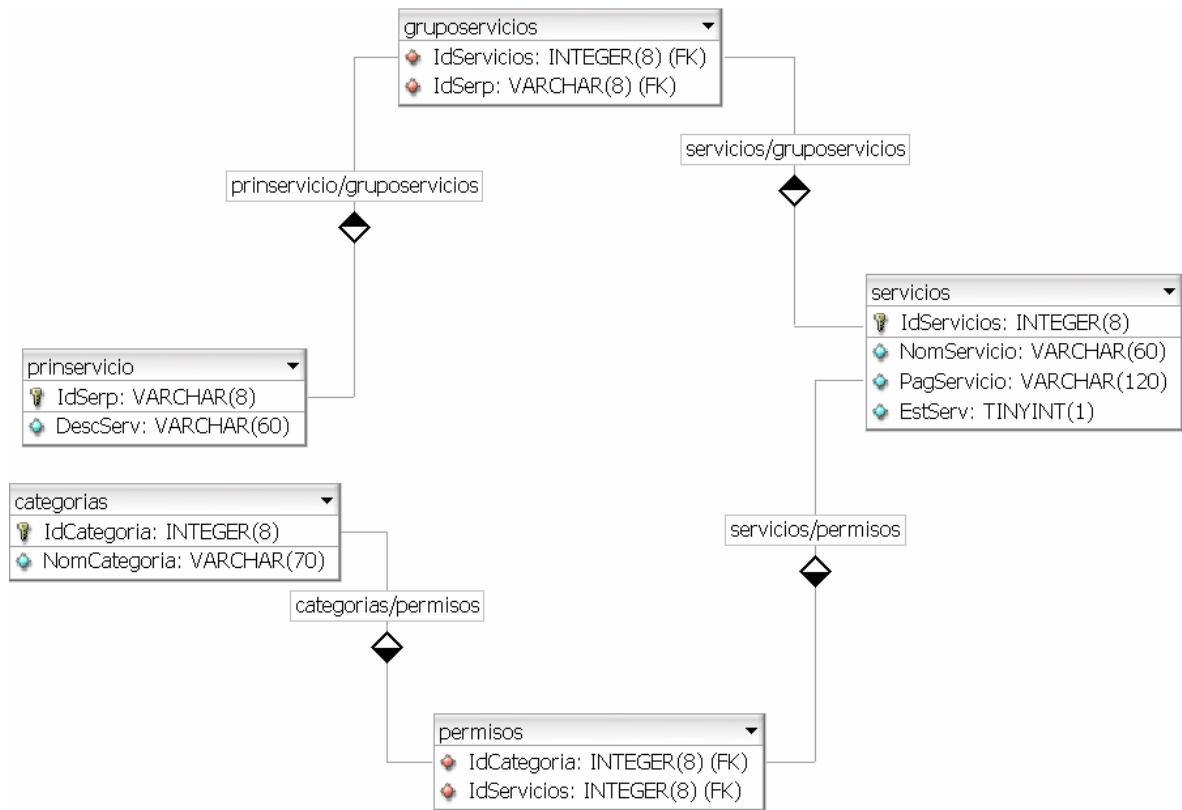 gruposervicios
IdServicios: INTEGER(8) (FK)
IdSerp: VARCHAR(8) (FK)
servicios/gruposervicios
prinservicio/gruposervicios
servicios
IdServicios: INTEGER(8)
NomServicio: VARCHAR(60)
PagServicio: VARCHAR(120)
EstServ: TINYINT(1)
prinservicio
IdSerp: VARCHAR(8)
DescServ: VARCHAR(60)
categorias
IdCategoria: INTEGER(8)
NomCategoria: VARCHAR(70)
servicios/permisos
categorias/permisos
permisos
IdCategoria: INTEGER(8) (FK)
IdServicios: INTEGER(8) (FK)